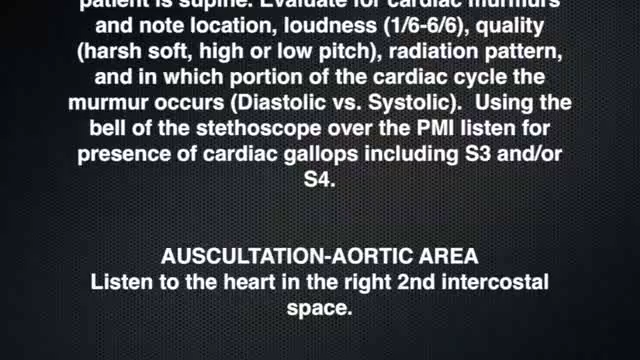 patient is supine. Evaluate for cardiac murmurs
and note location, loudness (1/6-6/6), quality
(harsh soft, high or low pitch), radiation pattern,
and in which portion of the cardiac cycle the
murmur occurs (Diastolic vs. Systolic).  Using the
bell of the stethoscope over the PMI listen for
presence of cardiac gallops including S3 and/or
S4.
AUSCULTATION-AORTIC AREA
Listen to the heart in the right 2nd intercostal
space.